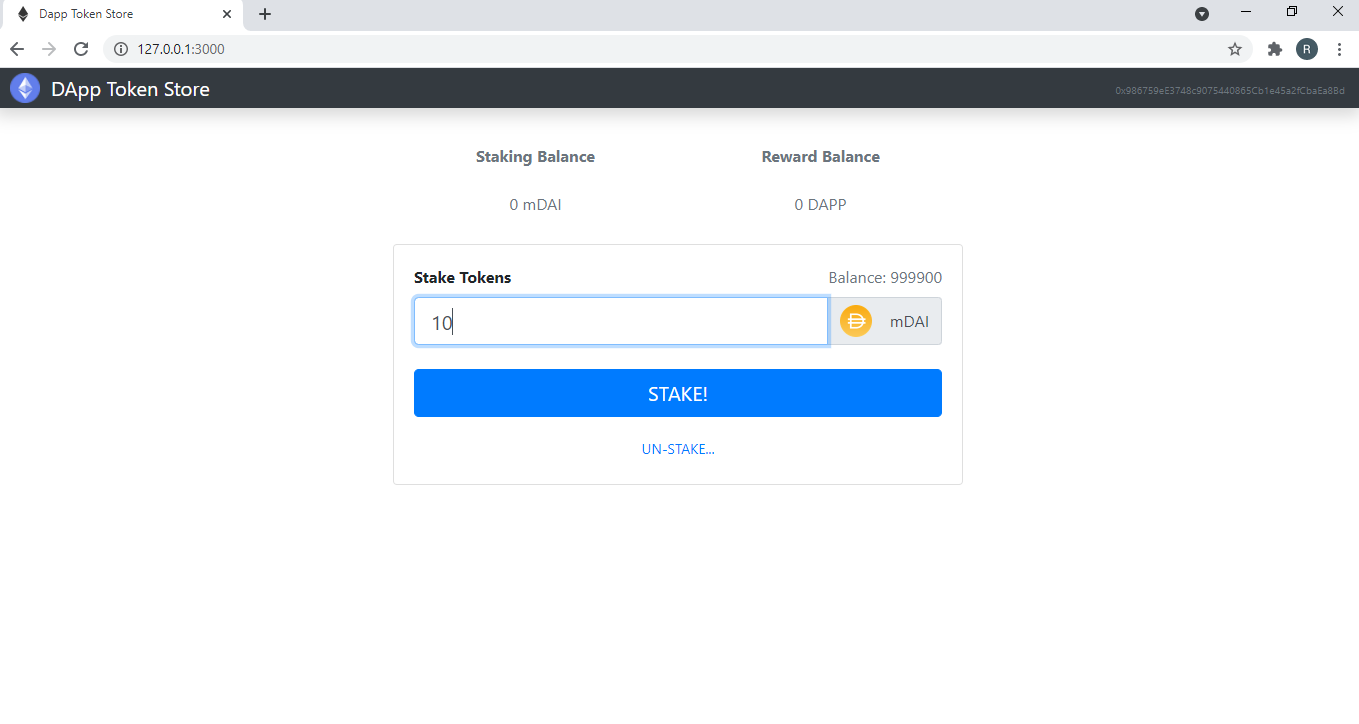 Dapp Token Store
127.0.0.1:3000
R
DApp Token Store
0x986759eE3748c9075440865Cb1e45a2fCbaEa8Bd
Staking Balance Reward Balance
0 mDAI 0 DAPP
Stake Tokens Balance: 999900
10 mDAI
STAKE!
UN-STAKE...